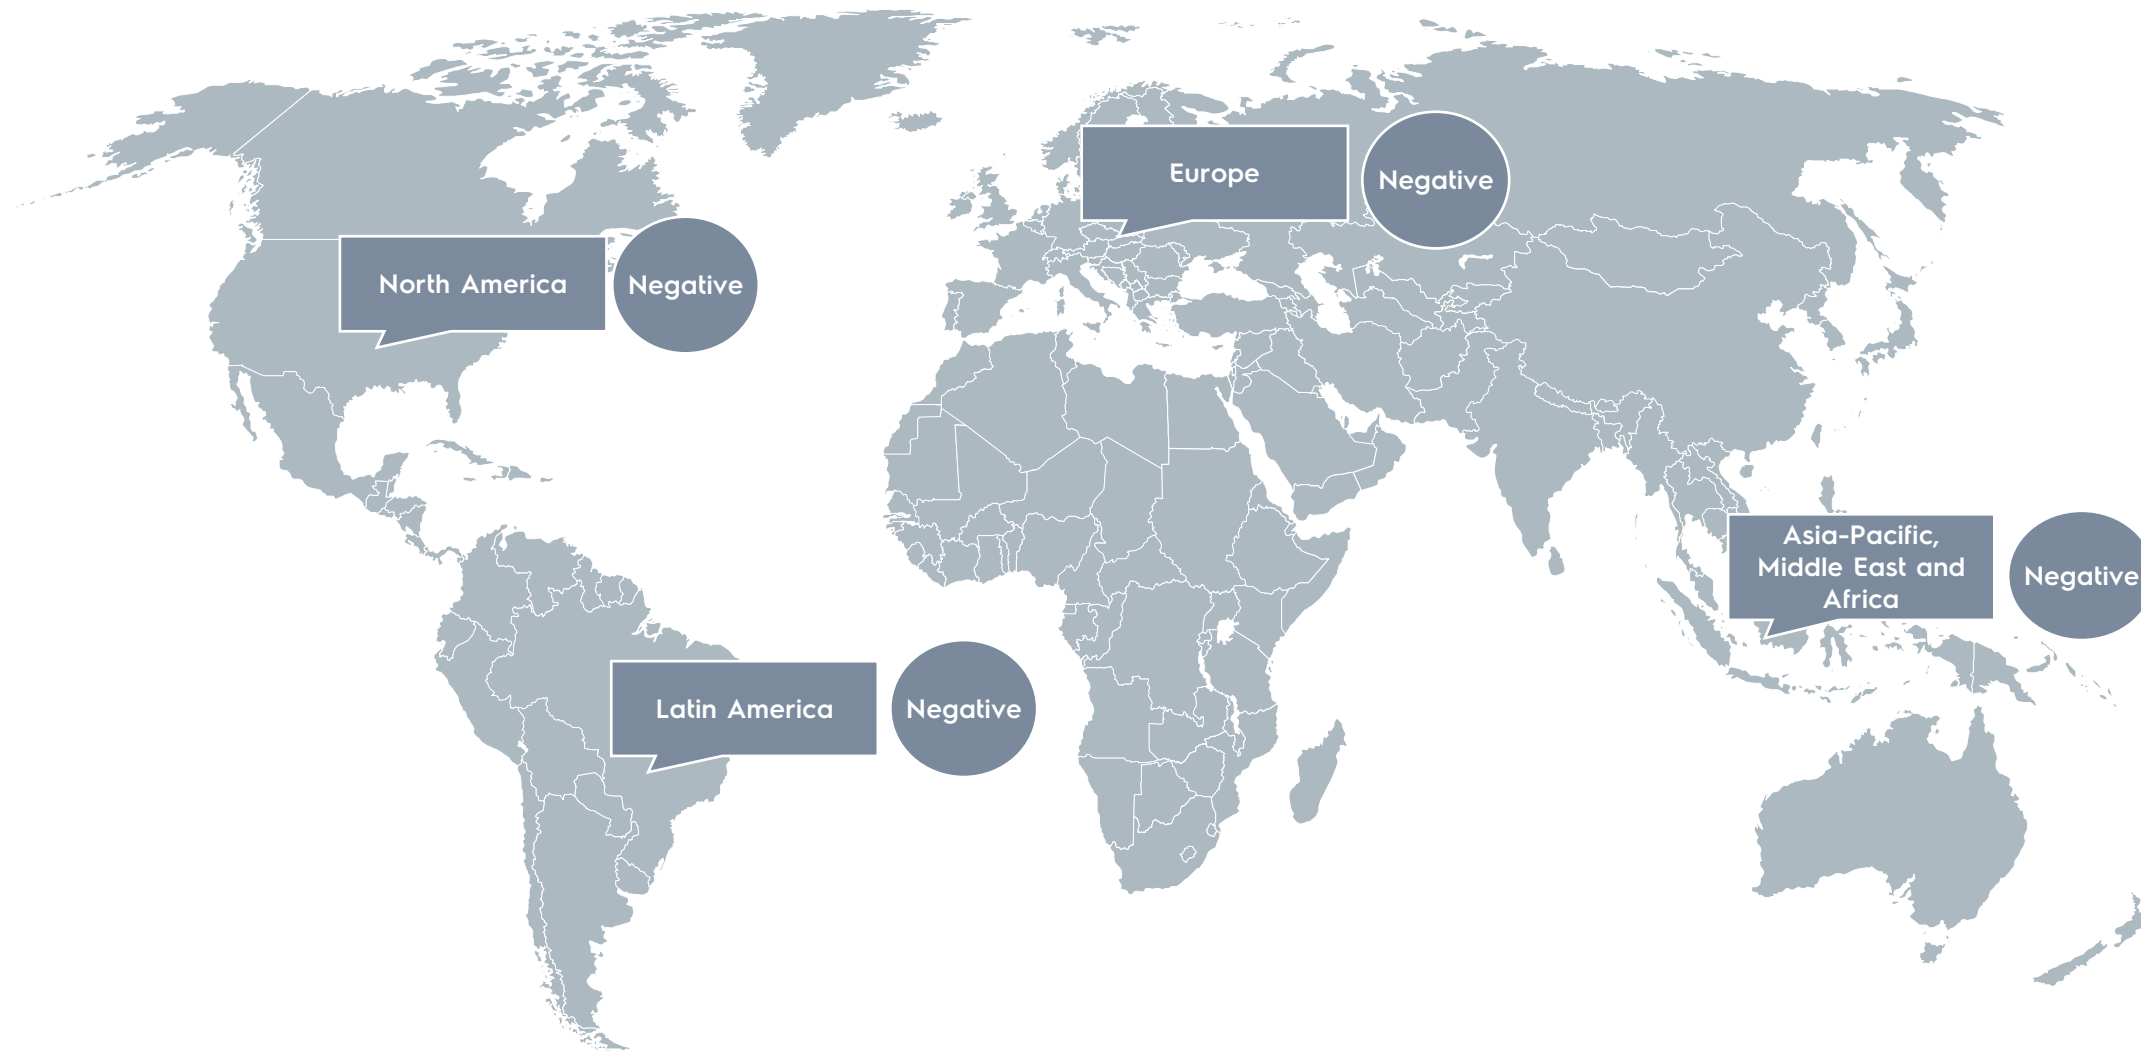 Europe
Negative
North America
Negative
Asia-Pacific,
Middle East and
Africa
Negative
Latin America
Negative